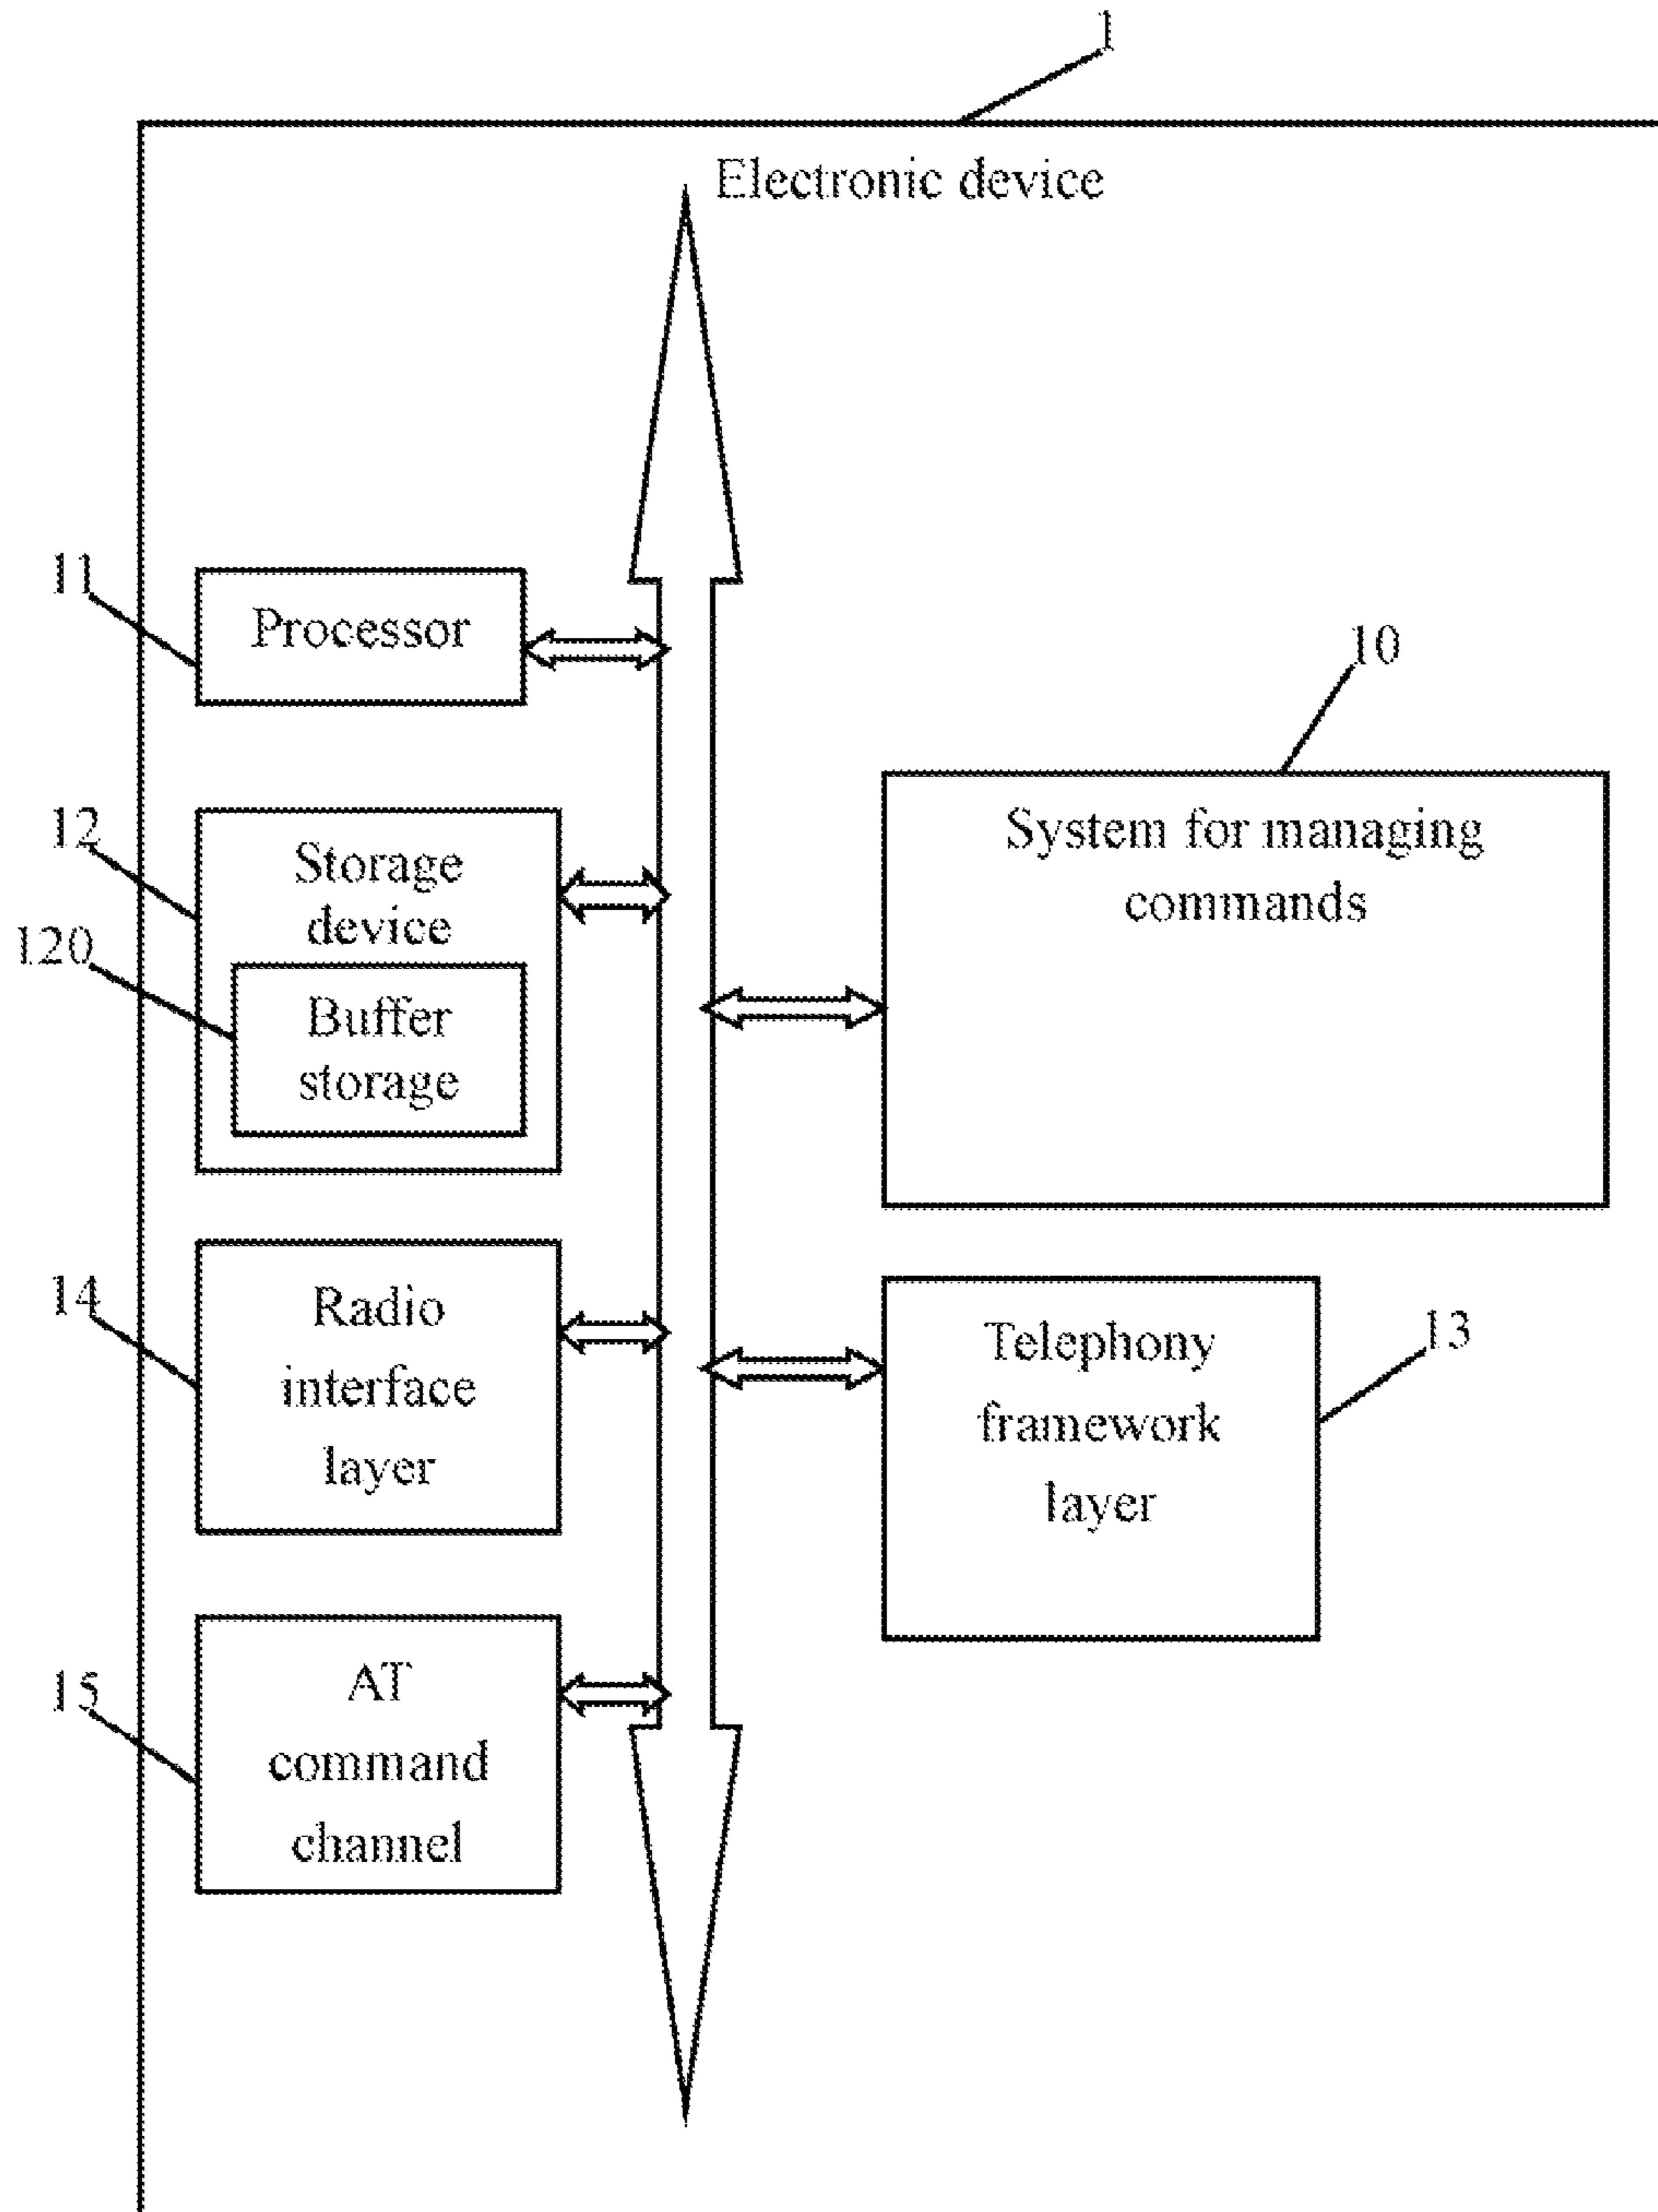 1
Electronic device
11
Processor
10
12
Storage
device
System for managing
commands
120
Buffer
storage
14
Radio
interface
layer
13
Telephony
framework
layer
15
AT
command
channel